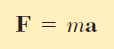 F = ma